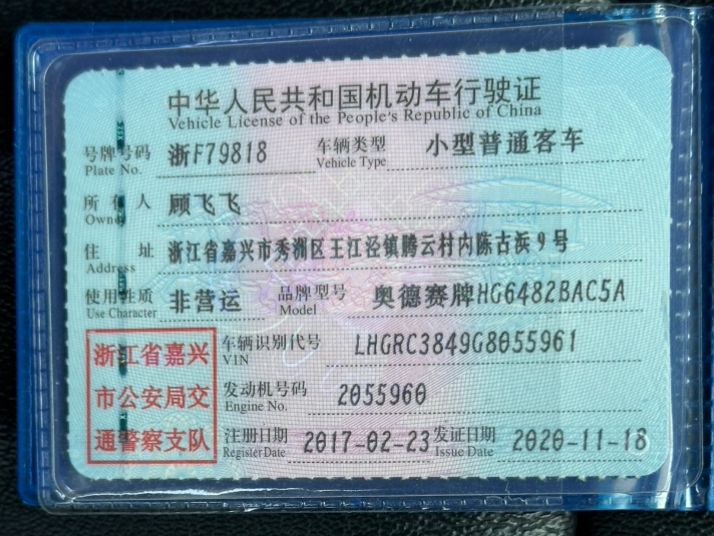 中华人民共和国机动车行驶证
Vehicle License of the People's Republic of China
号牌号码 浙F79818 车辆类型 小型普通客车
Plate No. Vehicle Type
所有人 顾飞飞
Owner
住址 浙江省嘉兴市秀洲区王江泾镇腾云村内陈古浜9号
Address
使用性质 非营运 品牌型号 奥德赛牌HG6482BAC5A
Use Character Model
浙江省嘉兴
市公安局交
通警察支队
车辆识别代号 LHGRC3849G8055961
VIN
发动机号码 2055960
Engine No.
注册日期 2017-02-23 发证日期 2020-11-18
Register Date Issue Date